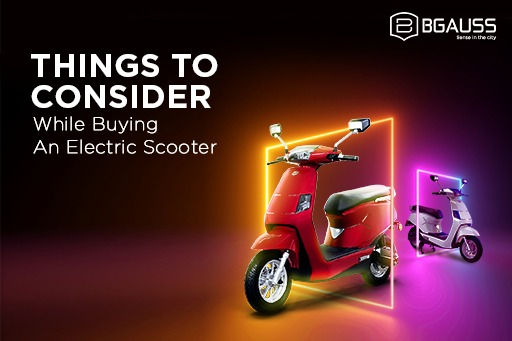 BGAUSS
Sense in the city
THINGS TO
CONSIDER
While Buying
An Electric Scooter